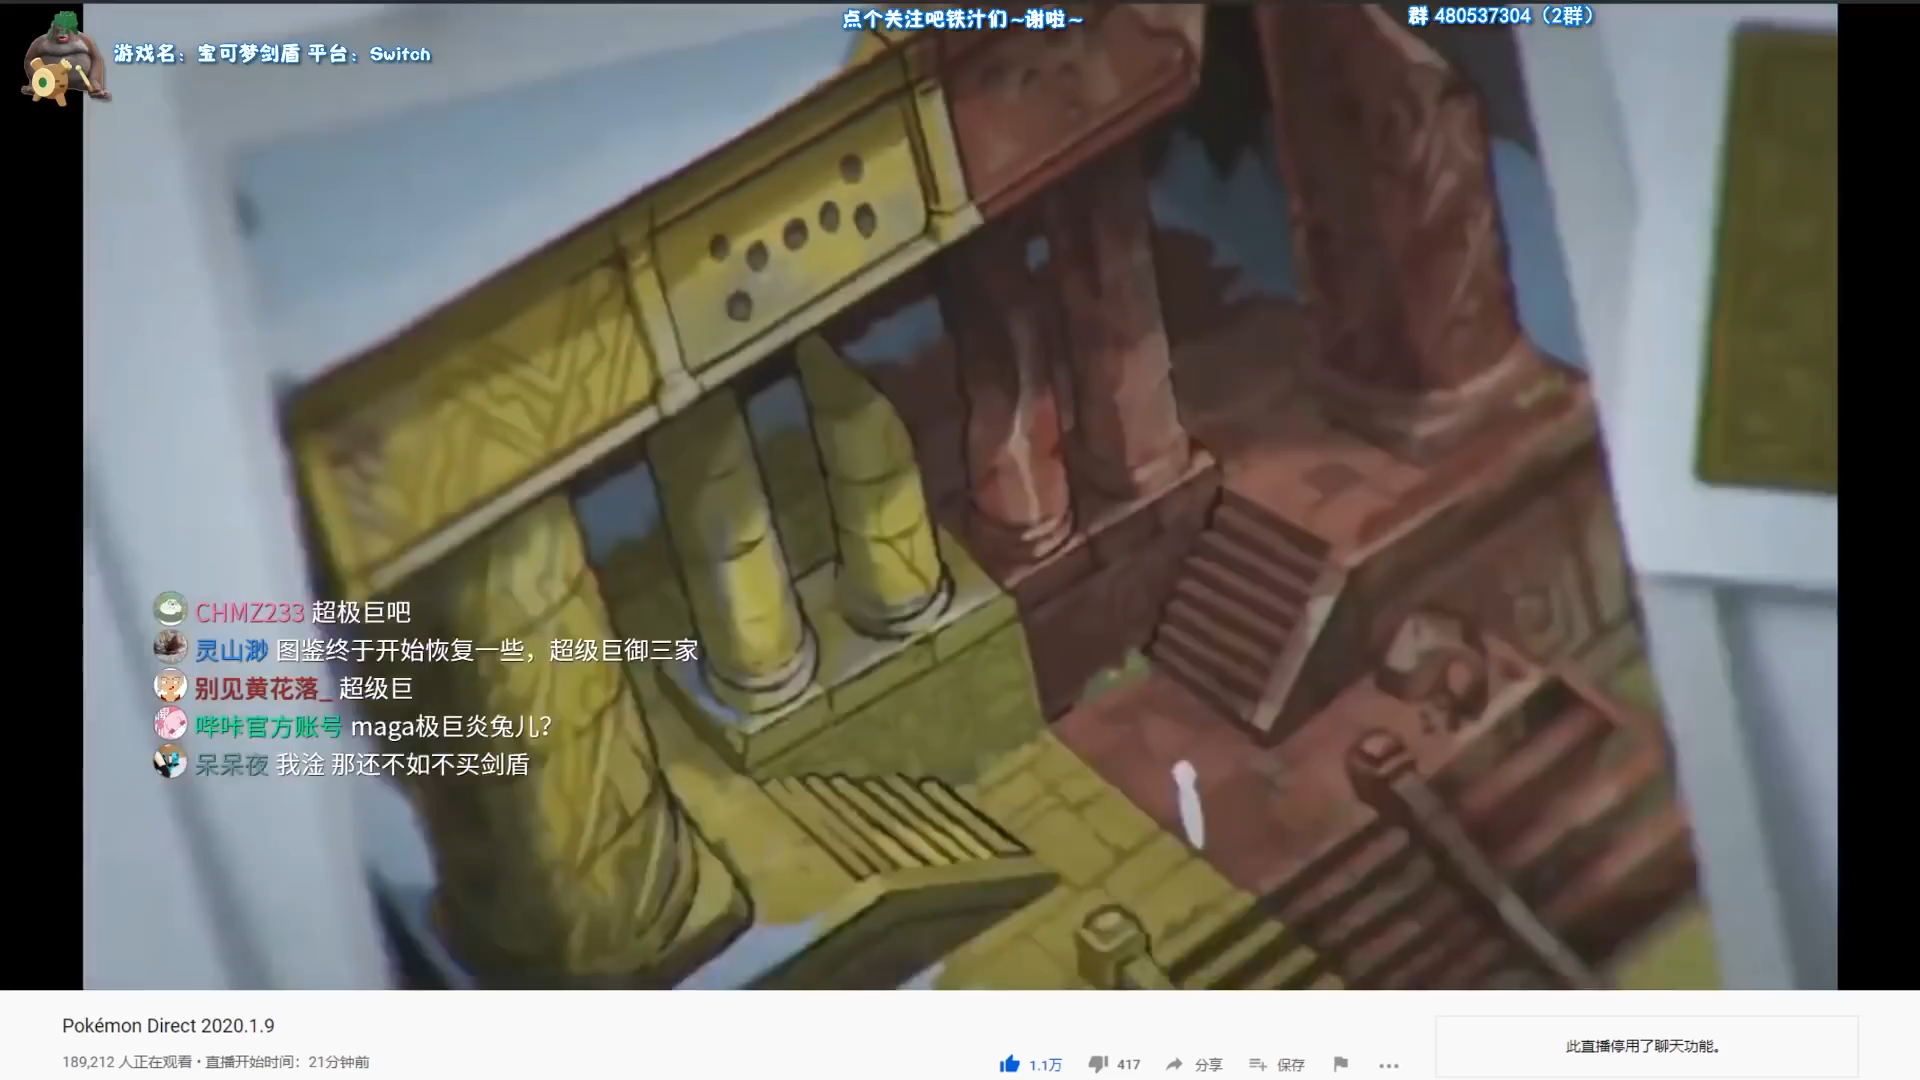 点个关注吧铁汁们~谢啦~
群 480537304（2群）
游戏名：宝可梦剑盾 平台：Switch
CHMZ233 超极巨吧
灵山渺 图鉴终于开始恢复一些，超级巨御三家
别见黄花落_ 超级巨
哔咔官方账号 maga极巨炎兔儿？
呆呆夜 我淦 那还不如不买剑盾
Pokémon Direct 2020.1.9
189,212 人正在观看 • 直播开始时间：21分钟前
1.1万
417
分享
保存
此直播停用了聊天功能。